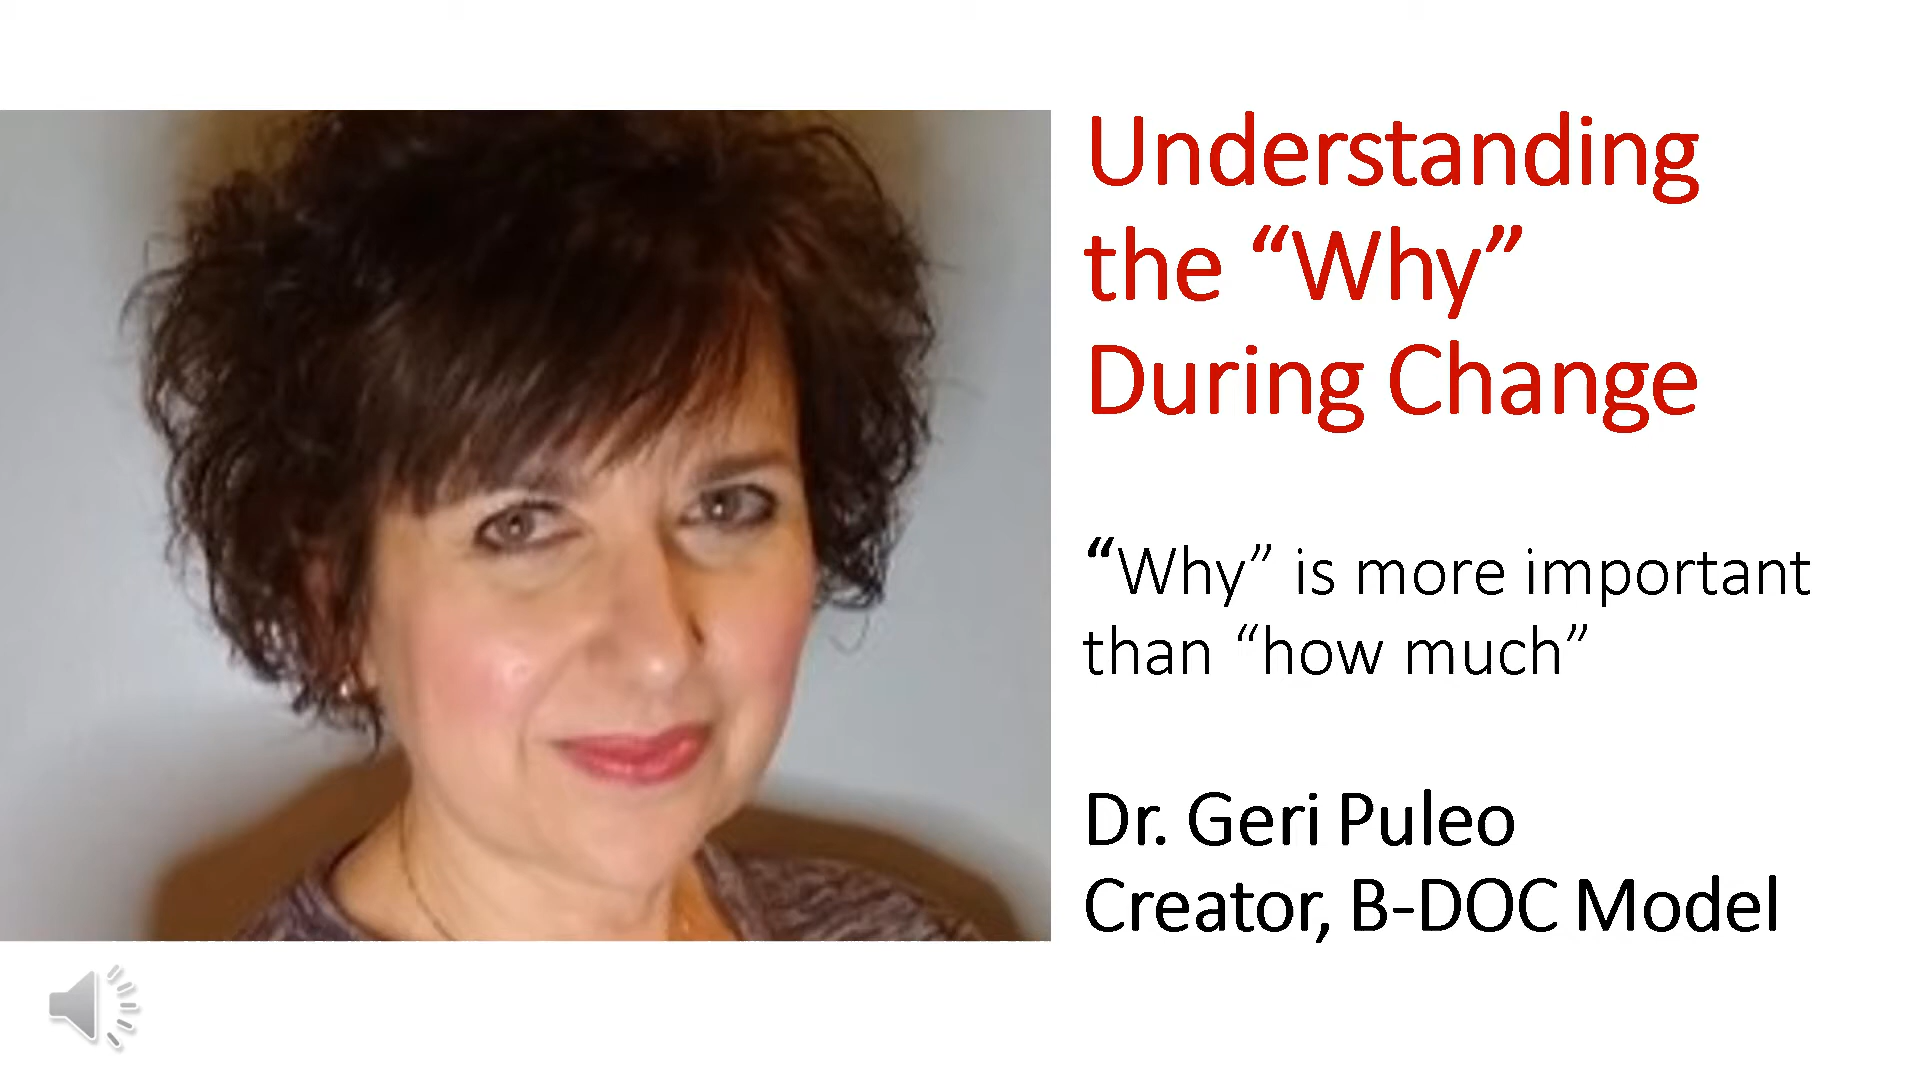 Understanding
the “Why”
During Change
“Why” is more important
than “how much”
Dr. Geri Puleo
Creator, B-DOC Model